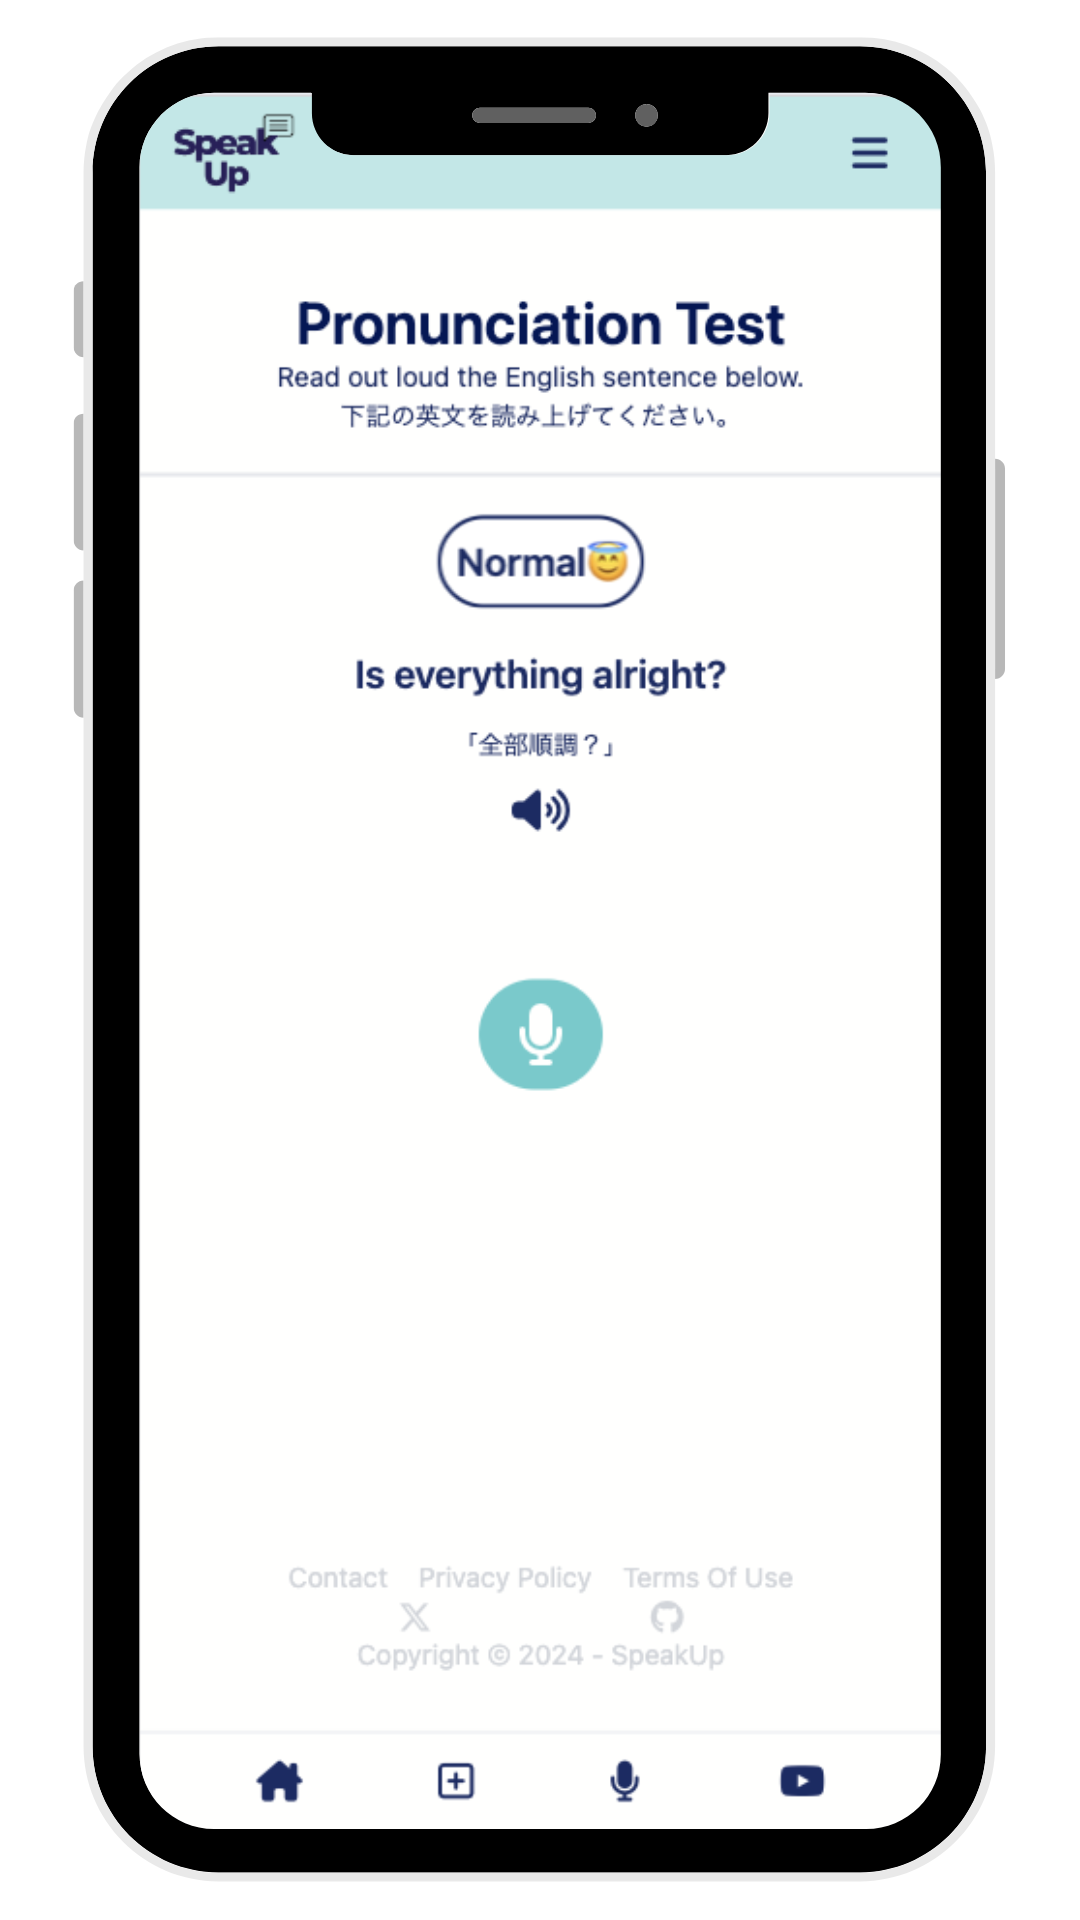 Speak
Up
Pronunciation Test
Read out loud the English sentence below.
下記の英文を読み上げてください。
Normal😇
Is everything alright?
「全部順調？」
Contact Privacy Policy Terms Of Use
Copyright © 2024 - SpeakUp